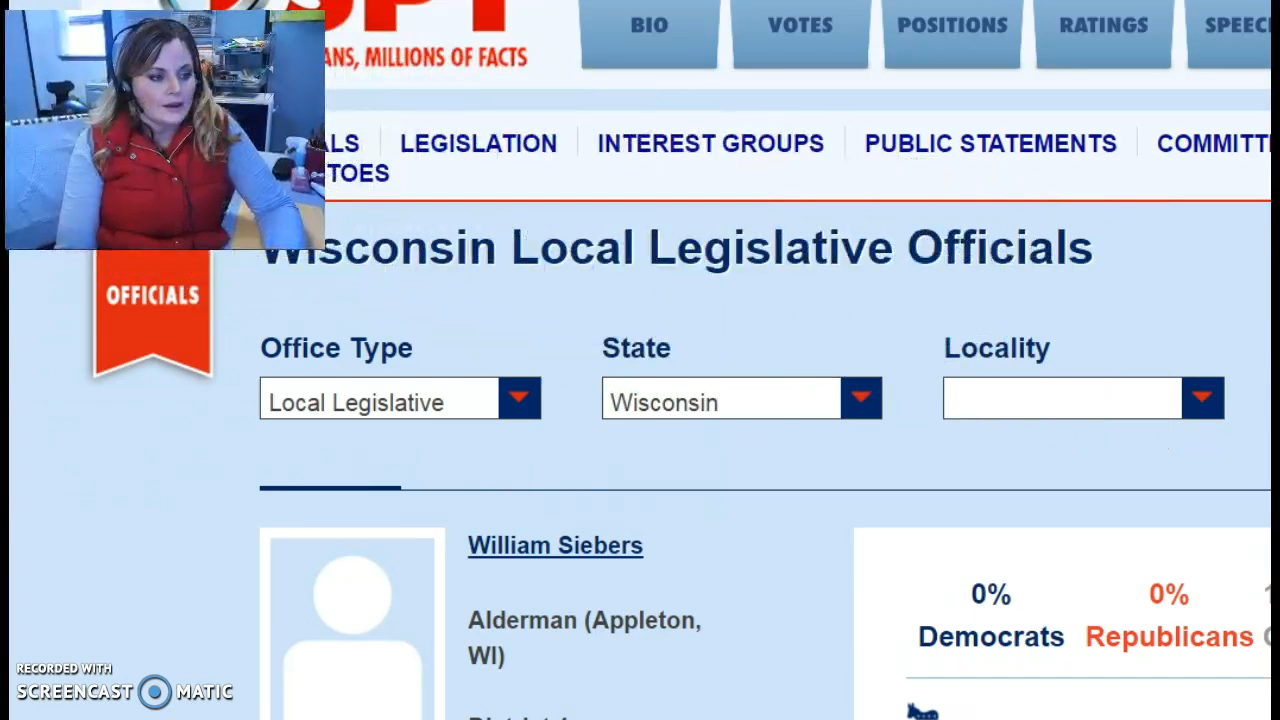 BIO
VOTES
POSITIONS
RATINGS
ANS, MILLIONS OF FACTS
ALS
LEGISLATION
INTEREST GROUPS
PUBLIC STATEMENTS
TOES
Wisconsin Local Legislative Officials
OFFICIALS
Office Type
State
Locality
Local Legislative
Wisconsin
William Siebers
Alderman (Appleton,
WI)
0%
0%
Democrats
Republicans
RECORDED WITH
SCREENCAST MATIC